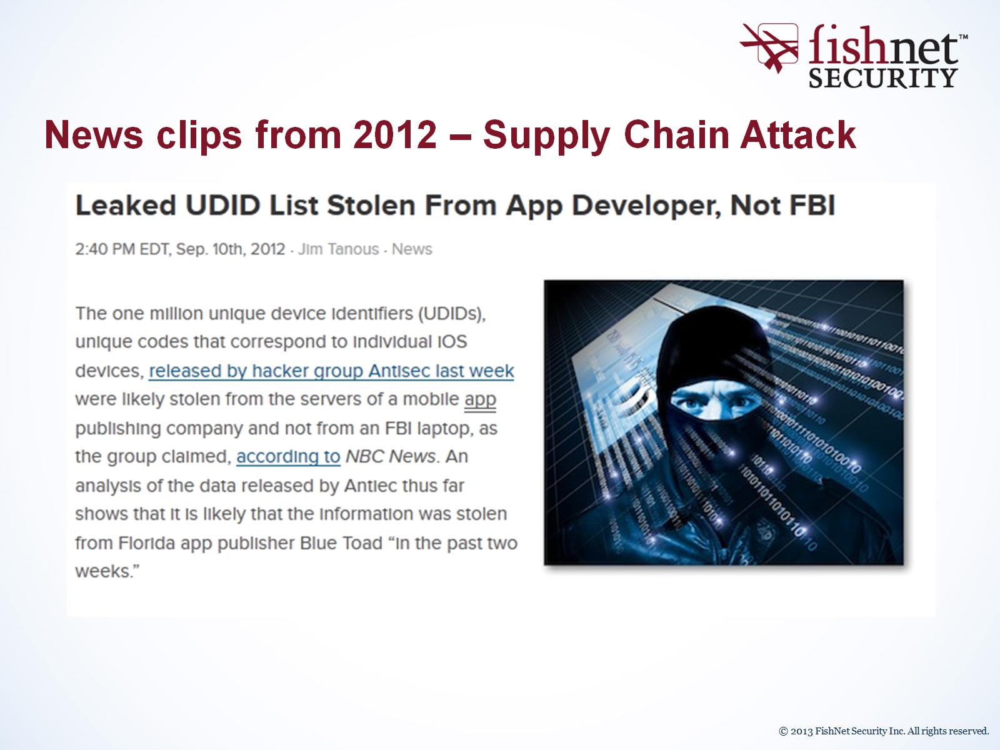 fishnet™
SECURITY
News clips from 2012 – Supply Chain Attack
Leaked UDID List Stolen From App Developer, Not FBI
2:40 PM EDT, Sep. 10th, 2012 · Jim Tanous · News
The one million unique device identifiers (UDIDs),
unique codes that correspond to individual iOS
devices, released by hacker group Antisec last week
were likely stolen from the servers of a mobile app
publishing company and not from an FBI laptop, as
the group claimed, according to NBC News. An
analysis of the data released by Antiec thus far
shows that it is likely that the information was stolen
from Florida app publisher Blue Toad “in the past two
weeks.”
© 2013 FishNet Security Inc. All rights reserved.